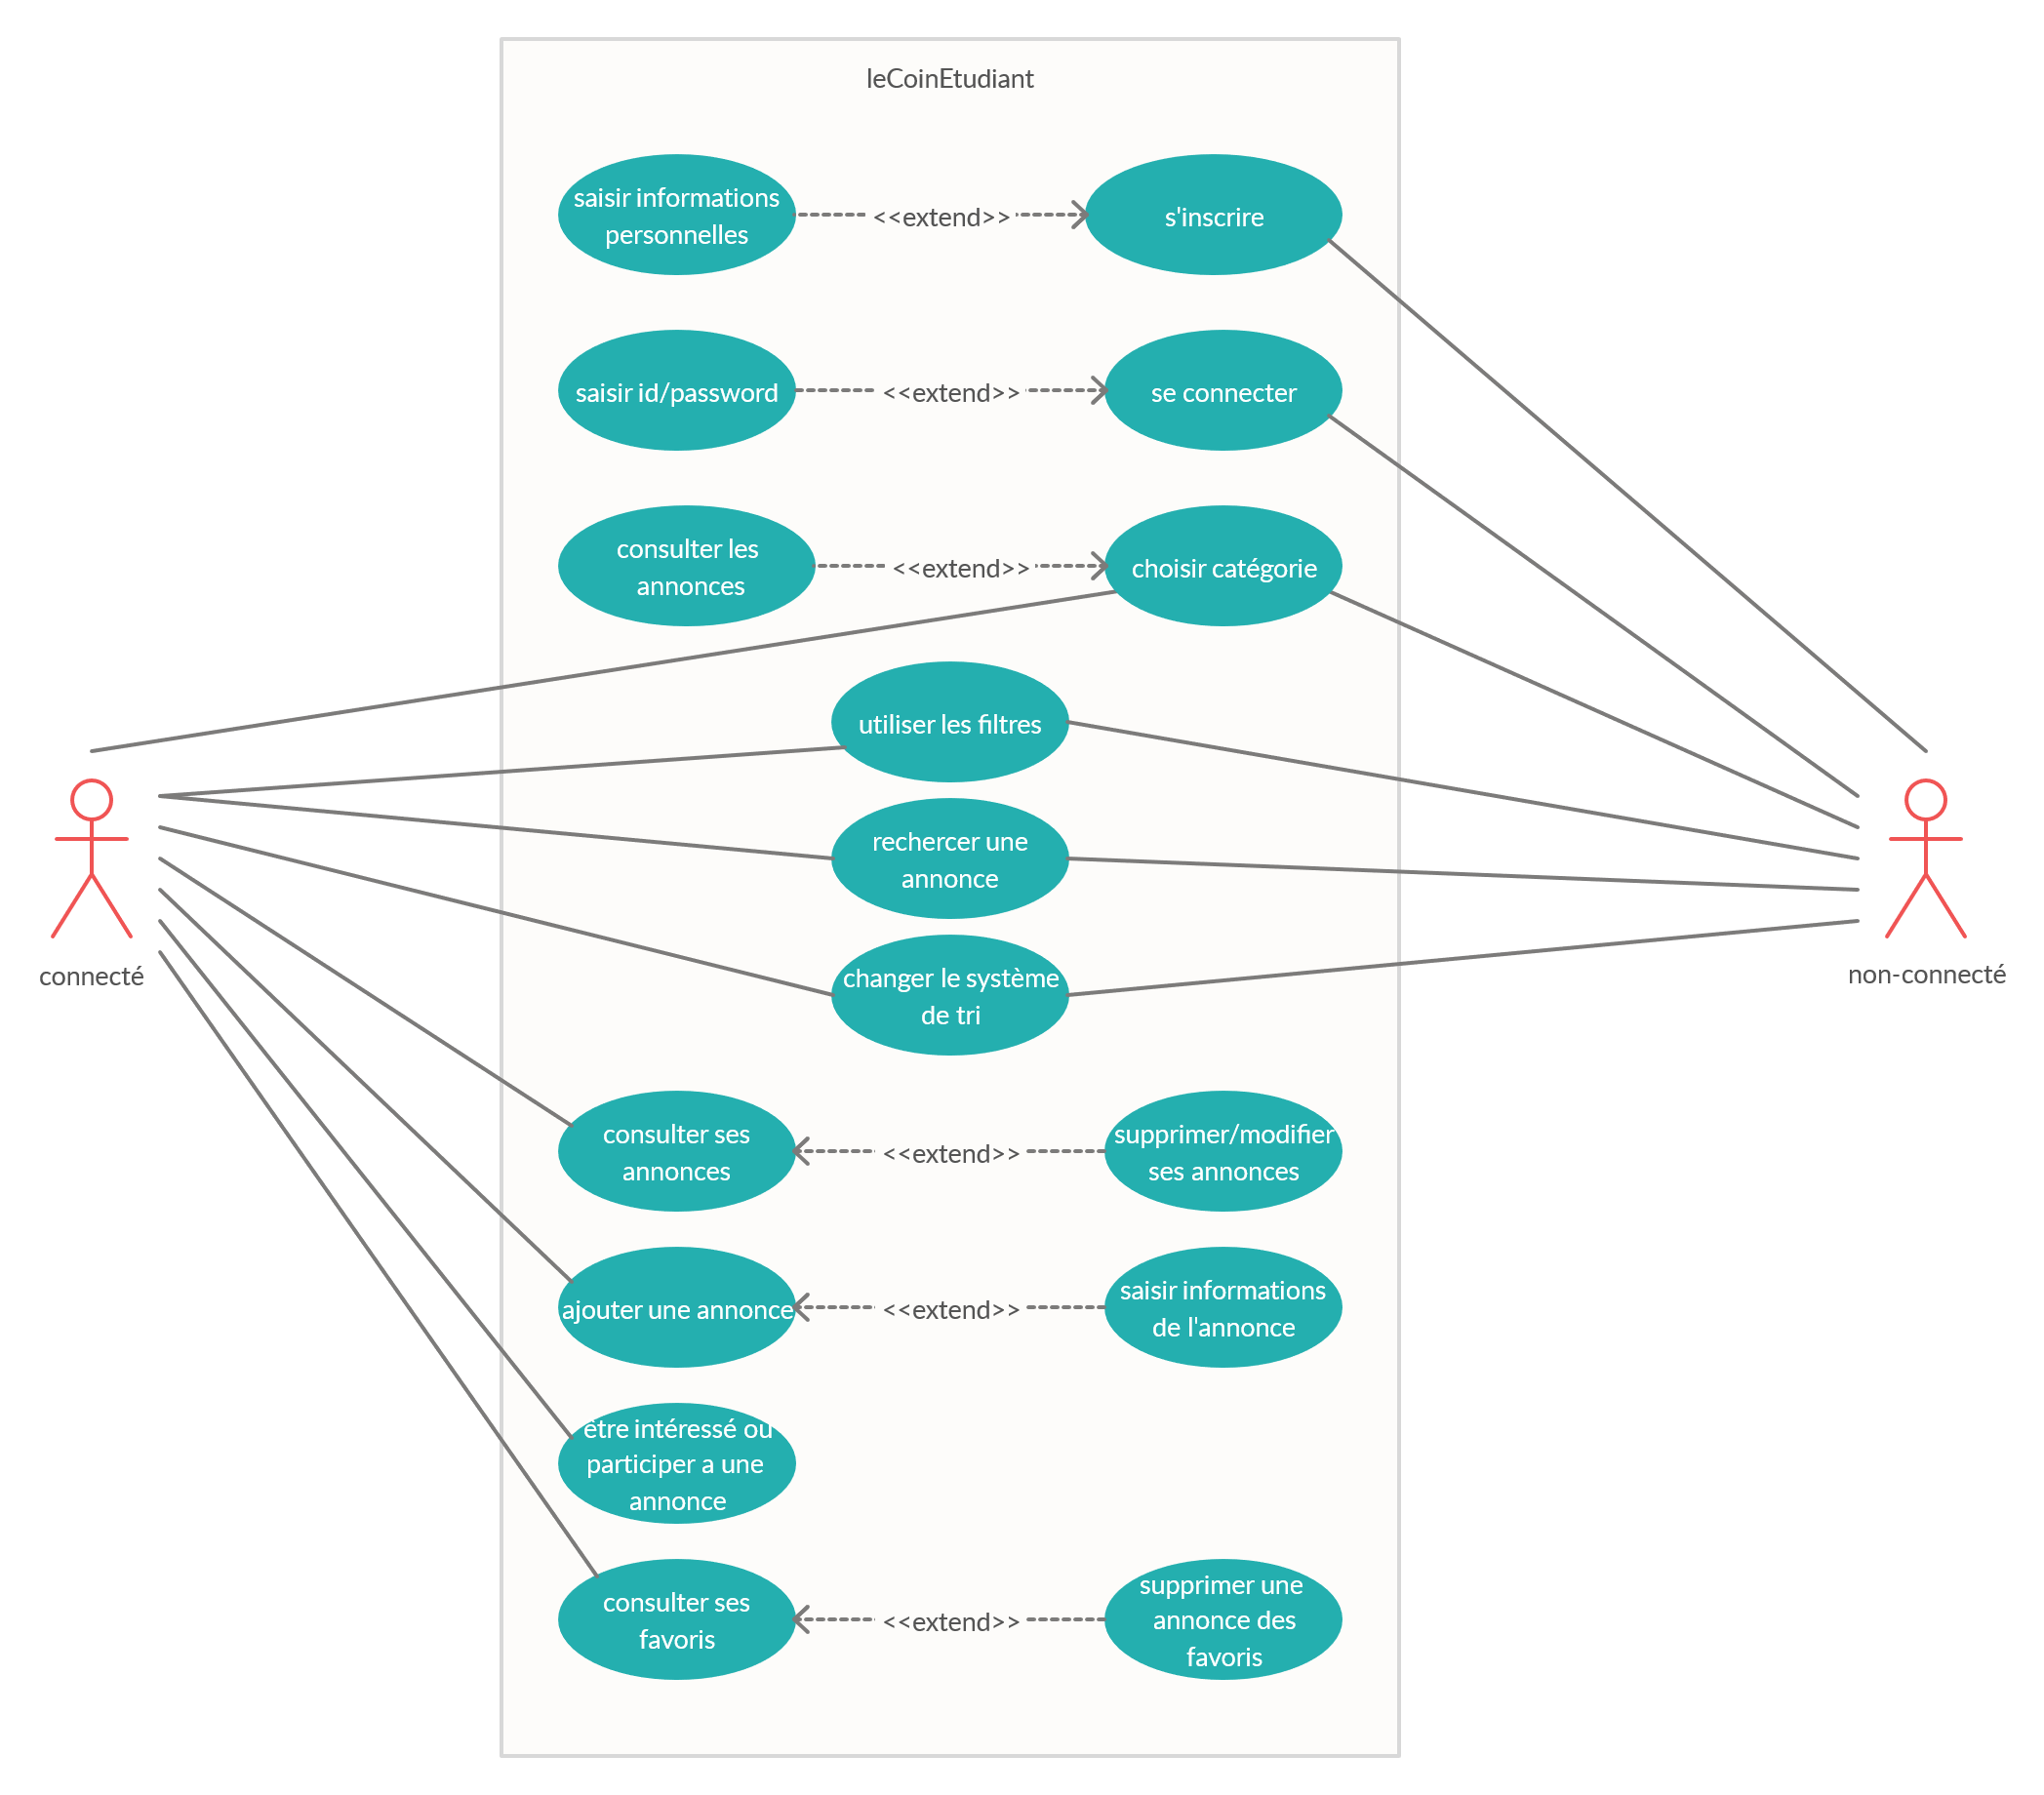 leCoinEtudiant
saisir informations
personnelles
<<extend>>
s'inscrire
saisir id/password
<<extend>>
se connecter
consulter les
annonces
<<extend>>
choisir catégorie
utiliser les filtres
rechercer une
annonce
connecté
non-connecté
changer le système
de tri
consulter ses
annonces
<<extend>>
supprimer/modifier
ses annonces
ajouter une annonce
<<extend>>
saisir informations
de l'annonce
être intéressé ou
participer a une
annonce
consulter ses
favoris
<<extend>>
supprimer une
annonce des
favoris